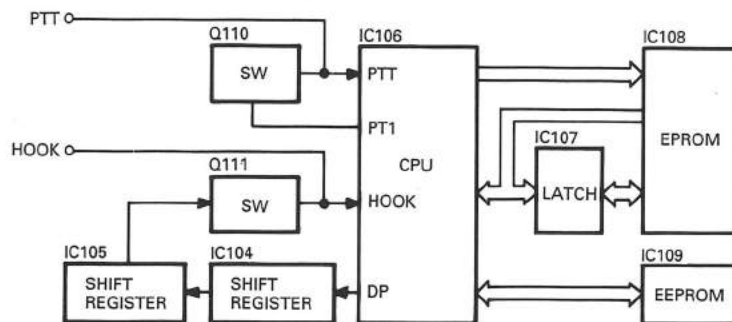 PTT
Q110
SW
IC106
PTT
PT1
CPU
HOOK
DP
IC108
EPROM
IC107
LATCH
HOOK
Q111
SW
IC105
SHIFT
REGISTER
IC104
SHIFT
REGISTER
IC109
EEPROM